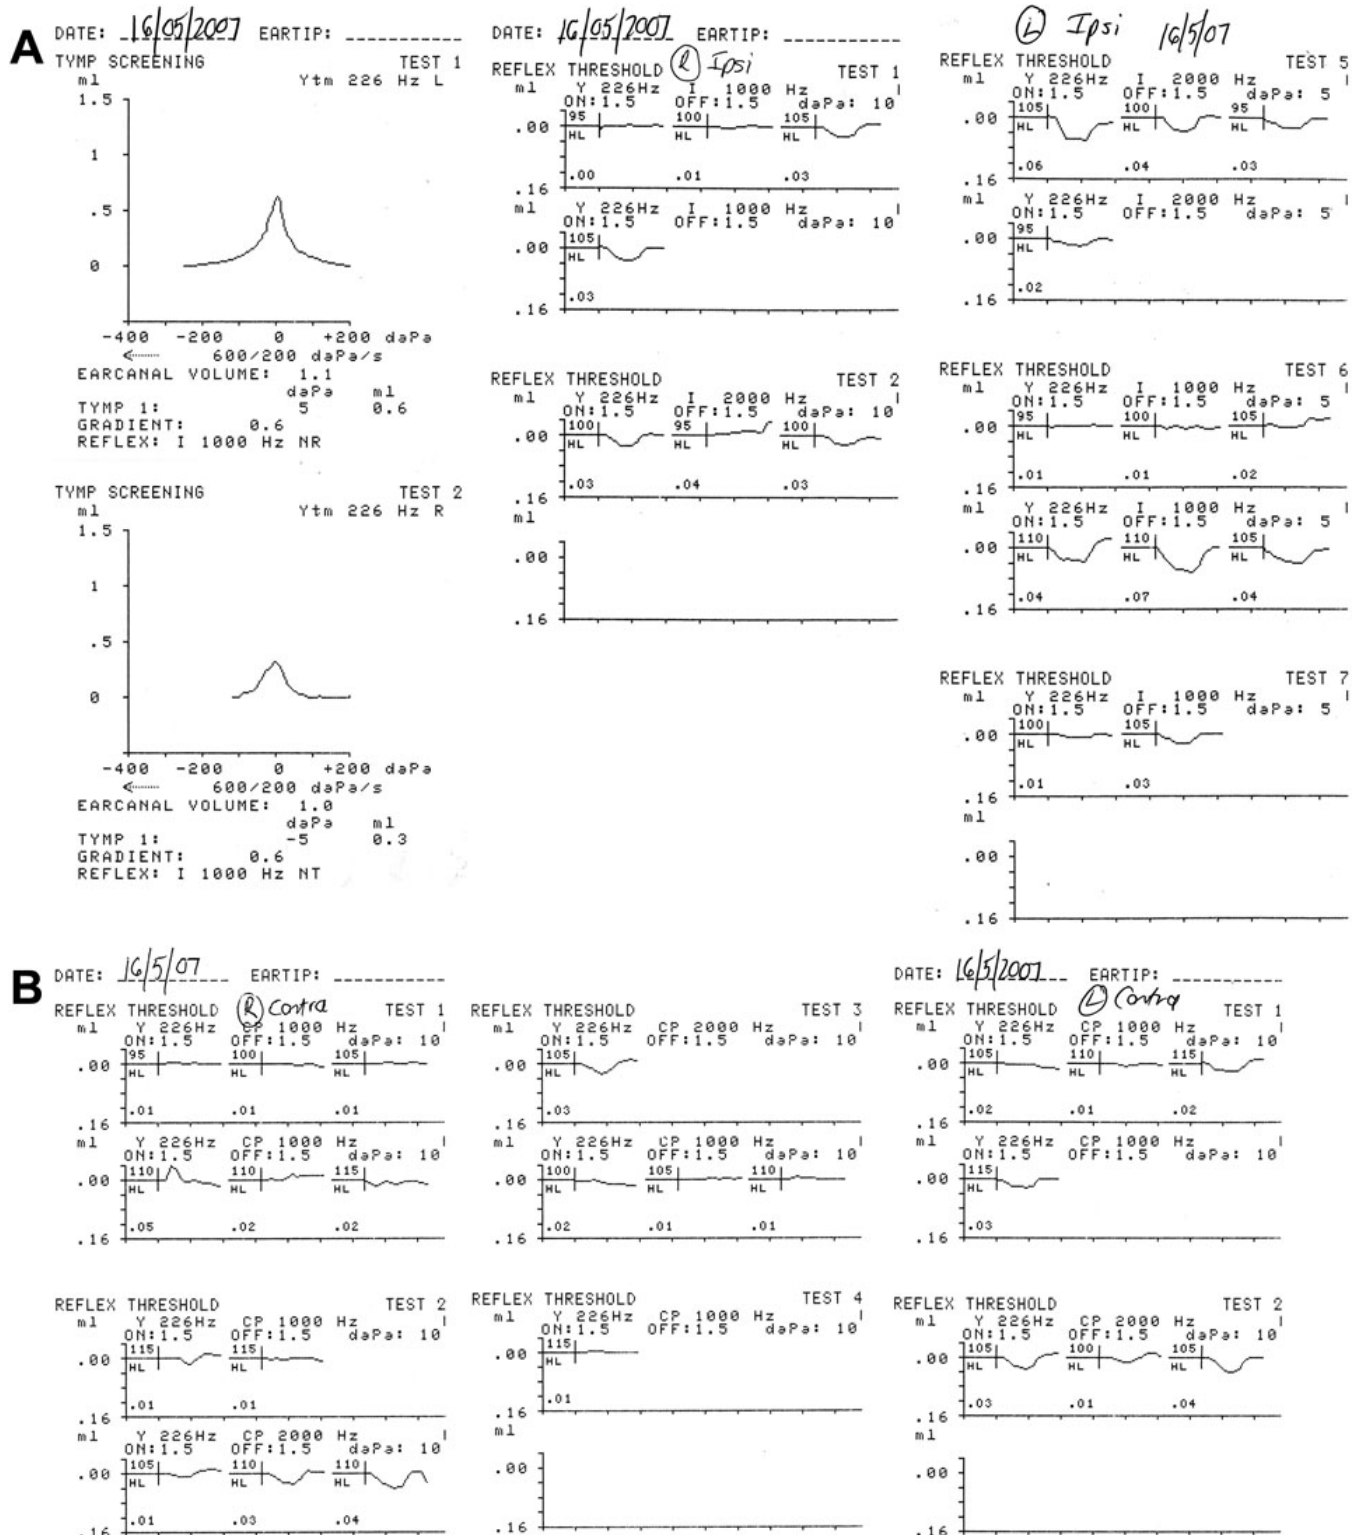 A
DATE: 16/05/2007 EARTIP:
TYMP SCREENING TEST 1
ml Ytm 226 Hz L
1.5
1
.5
0
-400 -200 0 +200 daPa
600/200 daPa/s
EARCANAL VOLUME: 1.1
daPa ml
TYMP 1: 5 0.6
GRADIENT: 0.6
REFLEX: I 1000 Hz NR
TYMP SCREENING TEST 2
ml Ytm 226 Hz R
1.5
1
.5
0
-400 -200 0 +200 daPa
600/200 daPa/s
EARCANAL VOLUME: 1.0
daPa ml
TYMP 1: -5 0.3
GRADIENT: 0.6
REFLEX: I 1000 Hz NT
DATE: 16/05/2007 EARTIP:
REFLEX THRESHOLD R Ipsi TEST 1
ml Y 226Hz I 1000 Hz I
ON:1.5 OFF:1.5 daPa: 10
95 100 105
.00 HL HL HL
.00 .01 .03
.16
ml Y 226Hz I 1000 Hz I
ON:1.5 OFF:1.5 daPa: 10
105
.00 HL
.03
.16
REFLEX THRESHOLD TEST 2
ml Y 226Hz I 2000 Hz I
ON:1.5 OFF:1.5 daPa: 10
100 95 100
.00 HL HL HL
.03 .04 .03
.16
ml
.00
.16
L Ipsi 16/5/07
REFLEX THRESHOLD TEST 5
ml Y 226Hz I 2000 Hz I
ON:1.5 OFF:1.5 daPa: 5
105 100 95
.00 HL HL HL
.06 .04 .03
.16
ml Y 226Hz I 2000 Hz I
ON:1.5 OFF:1.5 daPa: 5
95
.00 HL
.02
.16
REFLEX THRESHOLD TEST 6
ml Y 226Hz I 1000 Hz I
ON:1.5 OFF:1.5 daPa: 5
95 100 105
.00 HL HL HL
.01 .01 .02
.16
ml Y 226Hz I 1000 Hz I
ON:1.5 OFF:1.5 daPa: 5
110 110 105
.00 HL HL HL
.04 .07 .04
.16
REFLEX THRESHOLD TEST 7
ml Y 226Hz I 1000 Hz I
ON:1.5 OFF:1.5 daPa: 5
100 105
.00 HL HL
.01 .03
.16
ml
.00
.16
B
DATE: 16/5/07 EARTIP:
REFLEX THRESHOLD R Contra TEST 1
ml Y 226Hz CP 1000 Hz I
ON:1.5 OFF:1.5 daPa: 10
95 100 105
.00 HL HL HL
.01 .01 .01
.16
ml Y 226Hz CP 1000 Hz I
ON:1.5 OFF:1.5 daPa: 10
110 110 115
.00 HL HL HL
.05 .02 .02
.16
REFLEX THRESHOLD TEST 2
ml Y 226Hz CP 1000 Hz I
ON:1.5 OFF:1.5 daPa: 10
115 115
.00 HL HL
.01 .01
.16
ml Y 226Hz CP 2000 Hz I
ON:1.5 OFF:1.5 daPa: 10
105 110 110
.00 HL HL HL
.01 .03 .04
.16
REFLEX THRESHOLD TEST 3
ml Y 226Hz CP 2000 Hz I
ON:1.5 OFF:1.5 daPa: 10
105
.00 HL
.03
.16
ml Y 226Hz CP 1000 Hz I
ON:1.5 OFF:1.5 daPa: 10
100 105 110
.00 HL HL HL
.02 .01 .01
.16
REFLEX THRESHOLD TEST 4
ml Y 226Hz CP 1000 Hz I
ON:1.5 OFF:1.5 daPa: 10
115
.00 HL
.01
.16
ml
.00
.16
DATE: 16/5/2007 EARTIP:
REFLEX THRESHOLD L Contra TEST 1
ml Y 226Hz CP 1000 Hz I
ON:1.5 OFF:1.5 daPa: 10
105 110 115
.00 HL HL HL
.02 .01 .02
.16
ml Y 226Hz CP 1000 Hz I
ON:1.5 OFF:1.5 daPa: 10
115
.00 HL
.03
.16
REFLEX THRESHOLD TEST 2
ml Y 226Hz CP 2000 Hz I
ON:1.5 OFF:1.5 daPa: 10
105 100 105
.00 HL HL HL
.03 .01 .04
.16
ml
.00
.16